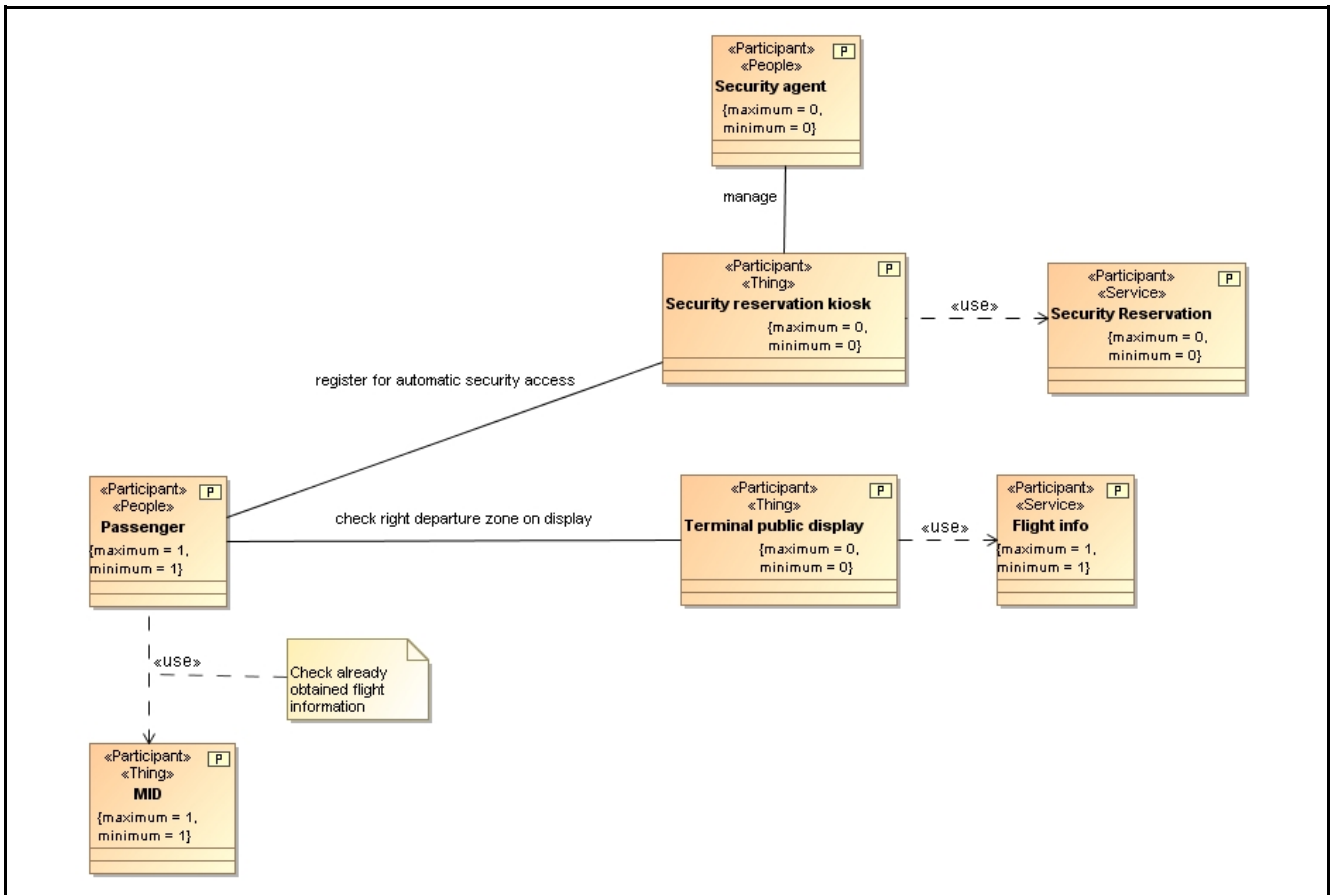 «Participant»
P
«People»
Security agent
{maximum = 0,
minimum = 0}
manage
«Participant»
P
«Thing»
Security reservation kiosk
{maximum = 0,
minimum = 0}
«use»
«Participant»
P
«Service»
Security Reservation
{maximum = 0,
minimum = 0}
register for automatic security access
«Participant»
P
«People»
Passenger
{maximum = 1,
minimum = 1}
check right departure zone on display
«Participant»
P
«Thing»
Terminal public display
{maximum = 0,
minimum = 0}
«use»
«Participant»
P
«Service»
Flight info
{maximum = 1,
minimum = 1}
«use»
Check already
obtained flight
information
«Participant»
P
«Thing»
MID
{maximum = 1,
minimum = 1}